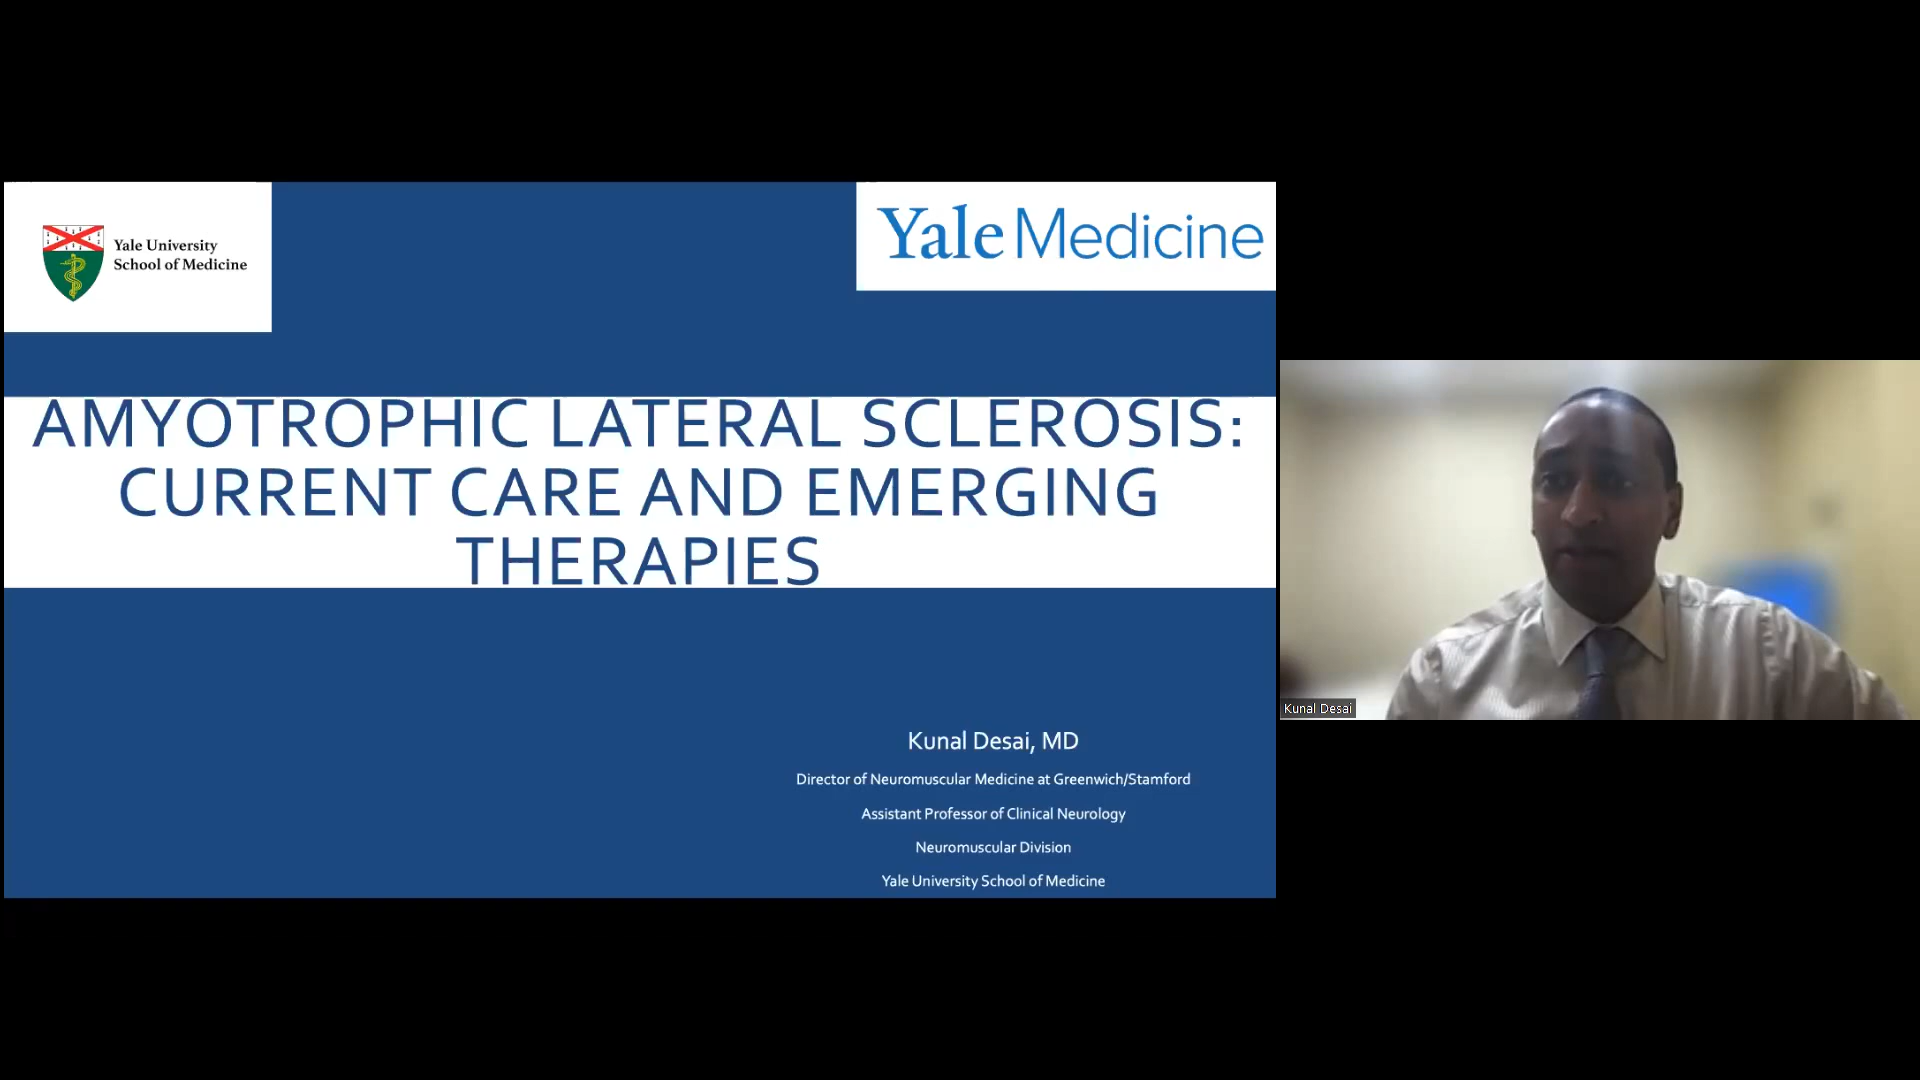 Yale University
School of Medicine
Yale Medicine
AMYOTROPHIC LATERAL SCLEROSIS:
CURRENT CARE AND EMERGING
THERAPIES
Kunal Desai, MD
Director of Neuromuscular Medicine at Greenwich/Stamford
Assistant Professor of Clinical Neurology
Neuromuscular Division
Yale University School of Medicine
Kunal Desai